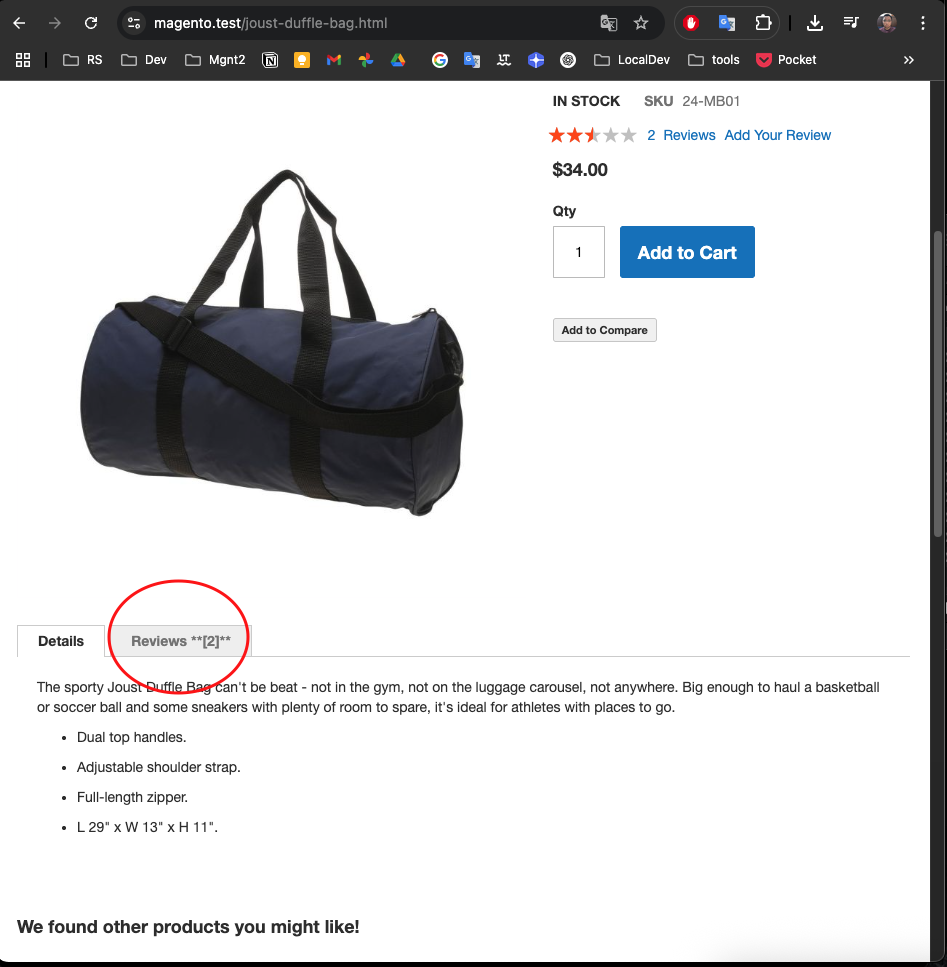 magento.test/joust-duffle-bag.html
RS Dev Mgnt2 LocalDev tools Pocket »
IN STOCK SKU 24-MB01
2 Reviews Add Your Review
$34.00
Qty
1 Add to Cart
Add to Compare
Details Reviews **[2]**
The sporty Joust Duffle Bag can't be beat - not in the gym, not on the luggage carousel, not anywhere. Big enough to haul a basketball
or soccer ball and some sneakers with plenty of room to spare, it's ideal for athletes with places to go.
• Dual top handles.
• Adjustable shoulder strap.
• Full-length zipper.
• L 29" x W 13" x H 11".
We found other products you might like!